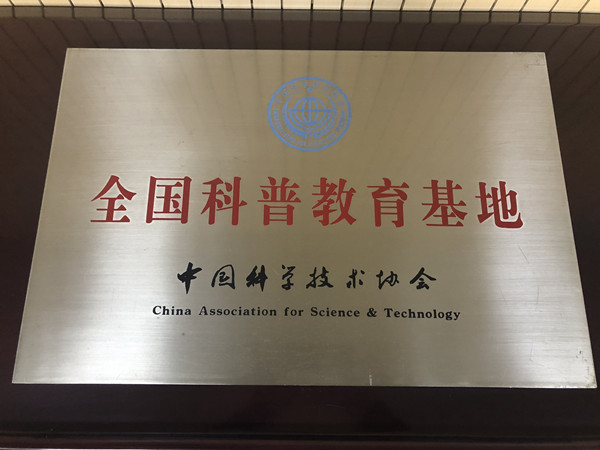 全国科普教育基地
中国科学技术协会
China Association for Science & Technology